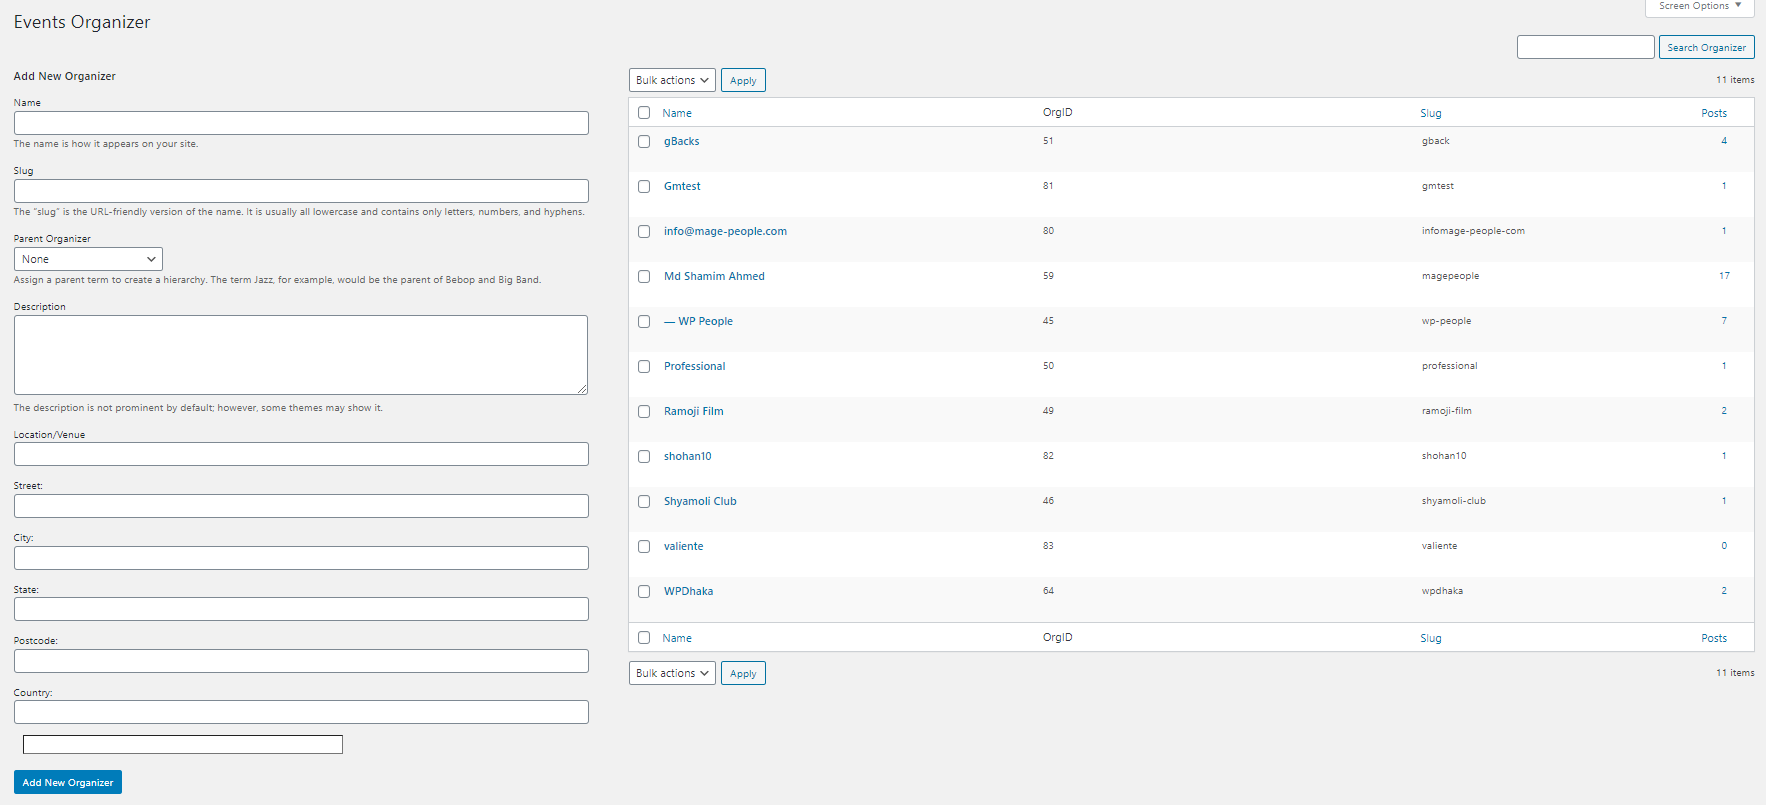 Screen Options ▼
Events Organizer
Search Organizer
Add New Organizer
Name
The name is how it appears on your site.
Slug
The “slug” is the URL-friendly version of the name. It is usually all lowercase and contains only letters, numbers, and hyphens.
Parent Organizer
None
Assign a parent term to create a hierarchy. The term Jazz, for example, would be the parent of Bebop and Big Band.
Description
The description is not prominent by default; however, some themes may show it.
Location/Venue
Street:
City:
State:
Postcode:
Country:
Add New Organizer
Bulk actions Apply 11 items
Name OrgID Slug Posts
gBacks 51 gback 4
Gmtest 81 gmtest 1
info@mage-people.com 80 infomage-people-com 1
Md Shamim Ahmed 59 magepeople 17
— WP People 45 wp-people 7
Professional 50 professional 1
Ramoji Film 49 ramoji-film 2
shohan10 82 shohan10 1
Shyamoli Club 46 shyamoli-club 1
valiente 83 valiente 0
WPDhaka 64 wpdhaka 2
Name OrgID Slug Posts
Bulk actions Apply 11 items